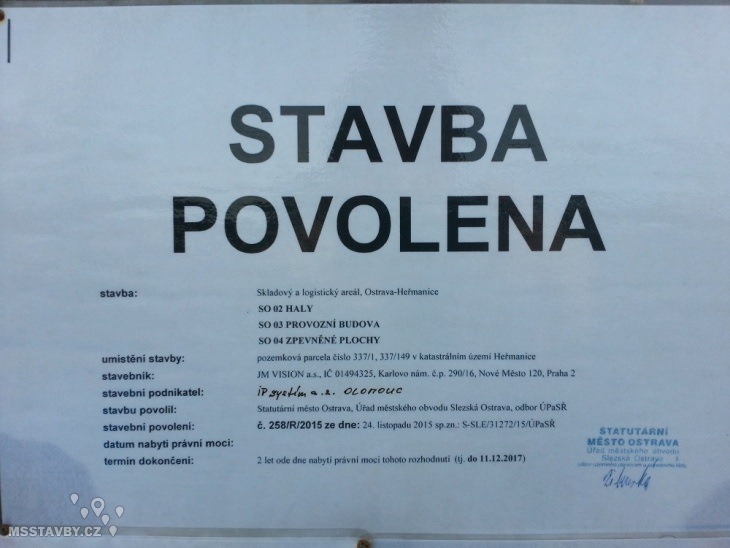 STAVBA
POVOLENA
stavba: Skladový a logistický areál, Ostrava-Heřmanice
SO 02 HALY
SO 03 PROVOZNÍ BUDOVA
SO 04 ZPEVNĚNÉ PLOCHY
umístění stavby: pozemková parcela číslo 337/1, 337/149 v katastrálním území Heřmanice
stavebník: JM VISION a.s., IČ 01494325, Karlovo nám. č.p. 290/16, Nové Město 120, Praha 2
stavební podnikatel: IP systém a.s. OLOMOUC
stavbu povolil: Statutární město Ostrava, Úřad městského obvodu Slezská Ostrava, odbor ÚPaSŘ
stavební povolení: č. 258/R/2015 ze dne: 24. listopadu 2015 sp.zn.: S-SLE/31272/15/ÚPaSŘ
datum nabytí právní moci:
termín dokončení: 2 let ode dne nabytí právní moci tohoto rozhodnutí (tj. do 11.12.2017)
STATUTÁRNÍ
MĚSTO OSTRAVA
Úřad městského obvodu
Slezská Ostrava
MSSTAVBY.CZ